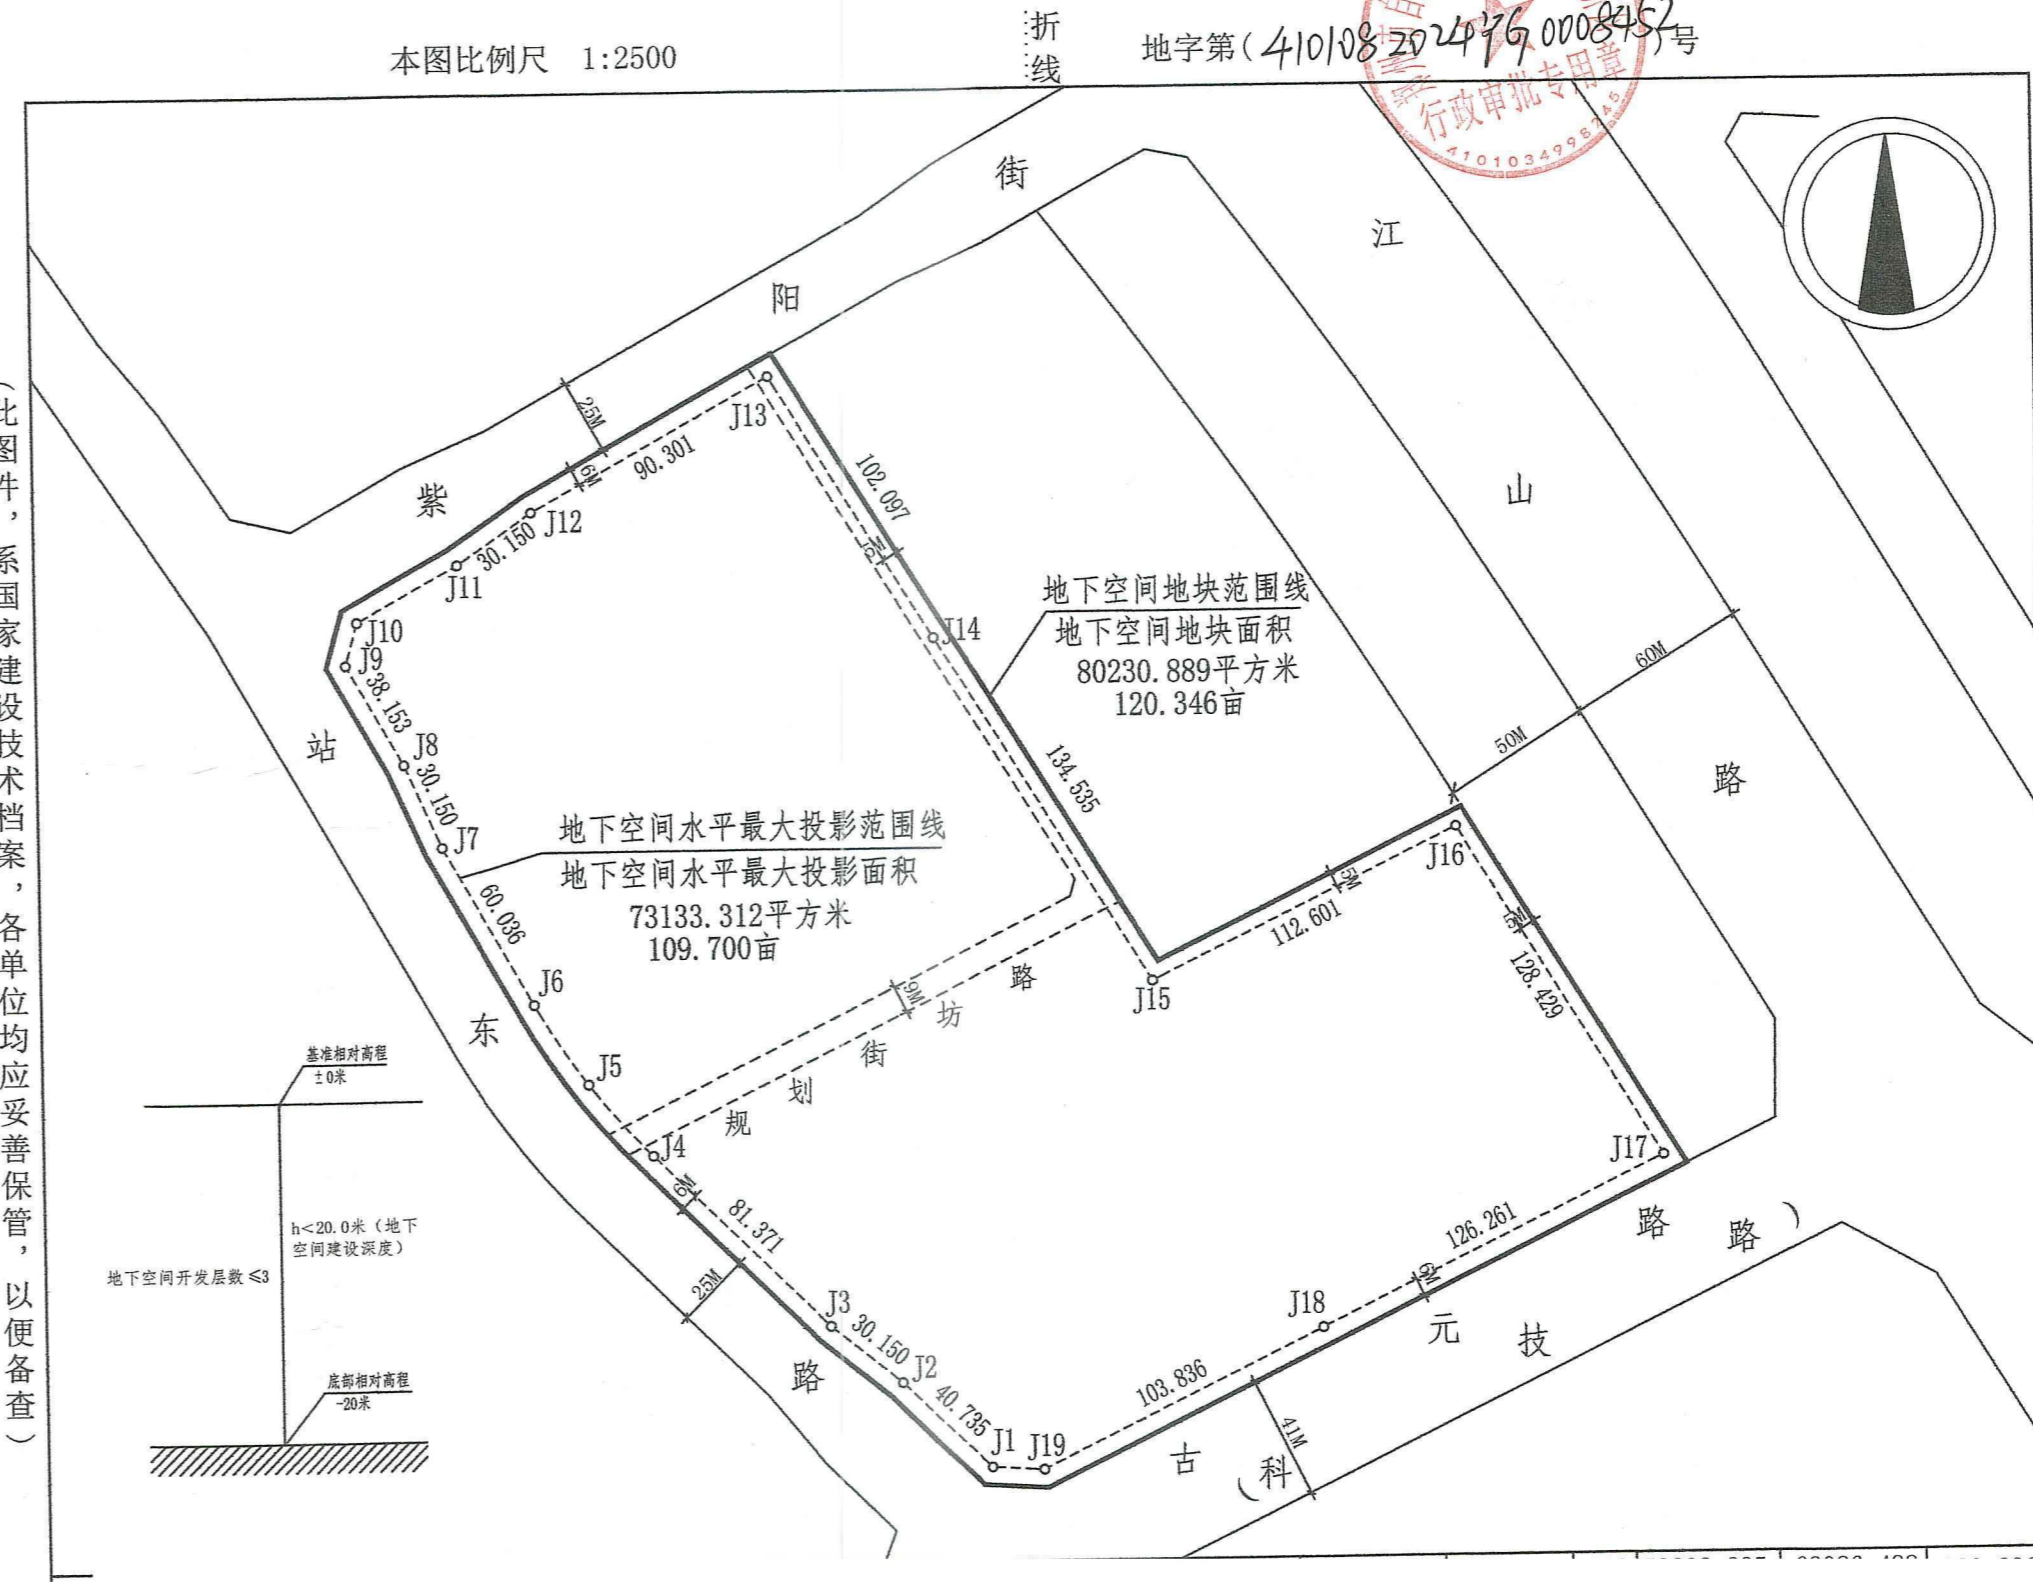 本图比例尺 1:2500
折线
地字第(41010820240008452)号
行政审批专用章
4101034998245
(此图件，系国家建设技术档案，各单位均应妥善保管，以便备查)
紫阳街
江山路
站东路
古元路
(科技路)
规划街坊路
25M
6M
90.301
J13
102.097
5M
J12
30.150
J11
J10
J9
38.153
J8
30.150
J7
60.036
J6
J5
J4
6M
81.371
25M
J3
30.150
J2
40.735
J1
J19
103.836
J18
126.261
6M
41M
J17
128.429
5M
J16
5M
112.601
J15
134.535
J14
9M
60M
50M
地下空间地块范围线
地下空间地块面积
80230.889平方米
120.346亩
地下空间水平最大投影范围线
地下空间水平最大投影面积
73133.312平方米
109.700亩
基准相对高程
±0米
h<20.0米（地下
空间建设深度）
地下空间开发层数≤3
底部相对高程
-20米